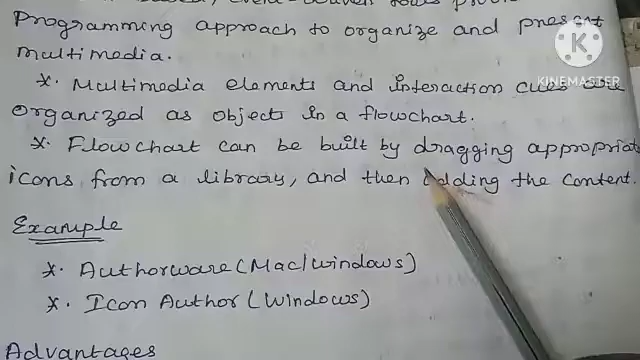 Programming approach to organize and present
multimedia.
*. Multimedia elements and interaction cues are
organized as objects in a flowchart.
*. Flowchart can be built by dragging appropriat
icons from a library, and then adding the content.
Example
*. Authorware (Mac/windows)
*. Icon Author (Windows)
Advantages
KINEMASTER